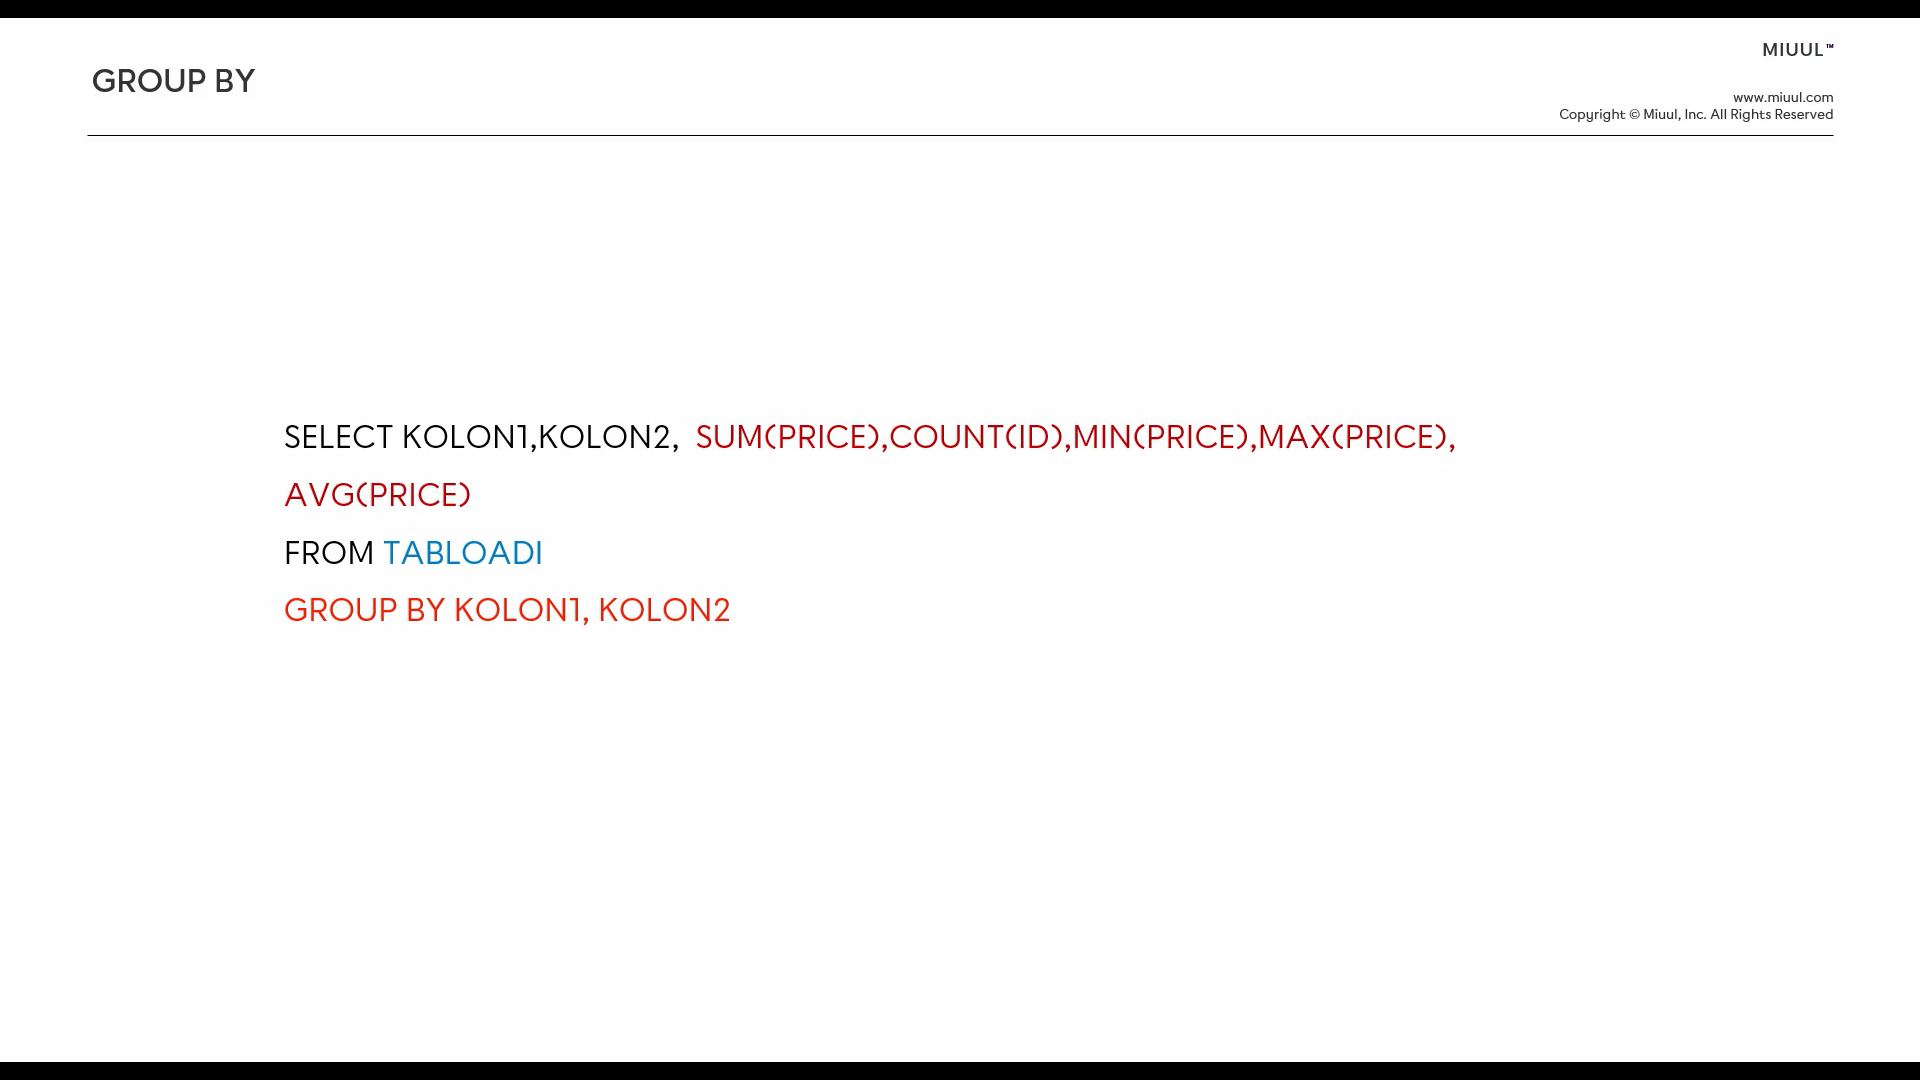 GROUP BY
MIUUL™
www.miuul.com
Copyright © Miuul, Inc. All Rights Reserved
SELECT KOLON1,KOLON2, SUM(PRICE),COUNT(ID),MIN(PRICE),MAX(PRICE),
AVG(PRICE)
FROM TABLOADI
GROUP BY KOLON1, KOLON2